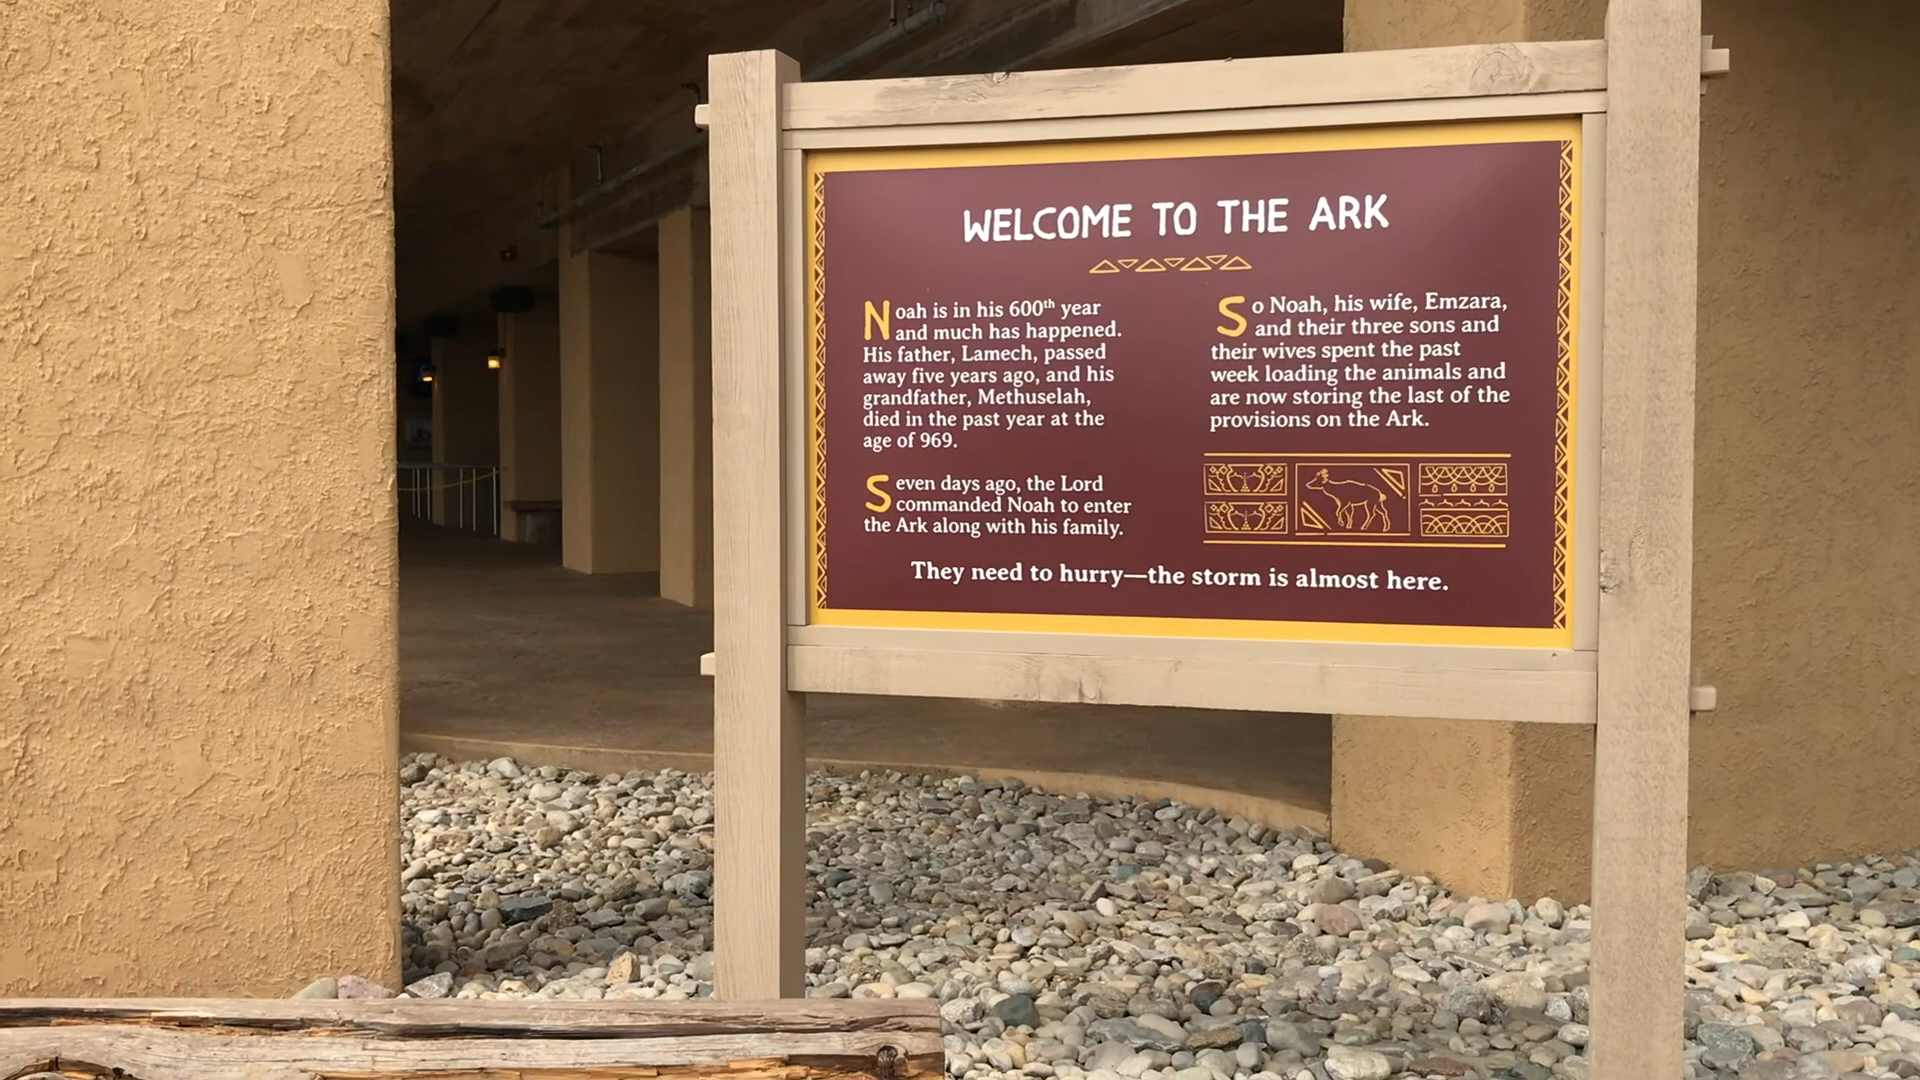 WELCOME TO THE ARK
Noah is in his 600th year
and much has happened.
His father, Lamech, passed
away five years ago, and his
grandfather, Methuselah,
died in the past year at the
age of 969.
Seven days ago, the Lord
commanded Noah to enter
the Ark along with his family.
So Noah, his wife, Emzara,
and their three sons and
their wives spent the past
week loading the animals and
are now storing the last of the
provisions on the Ark.
They need to hurry—the storm is almost here.